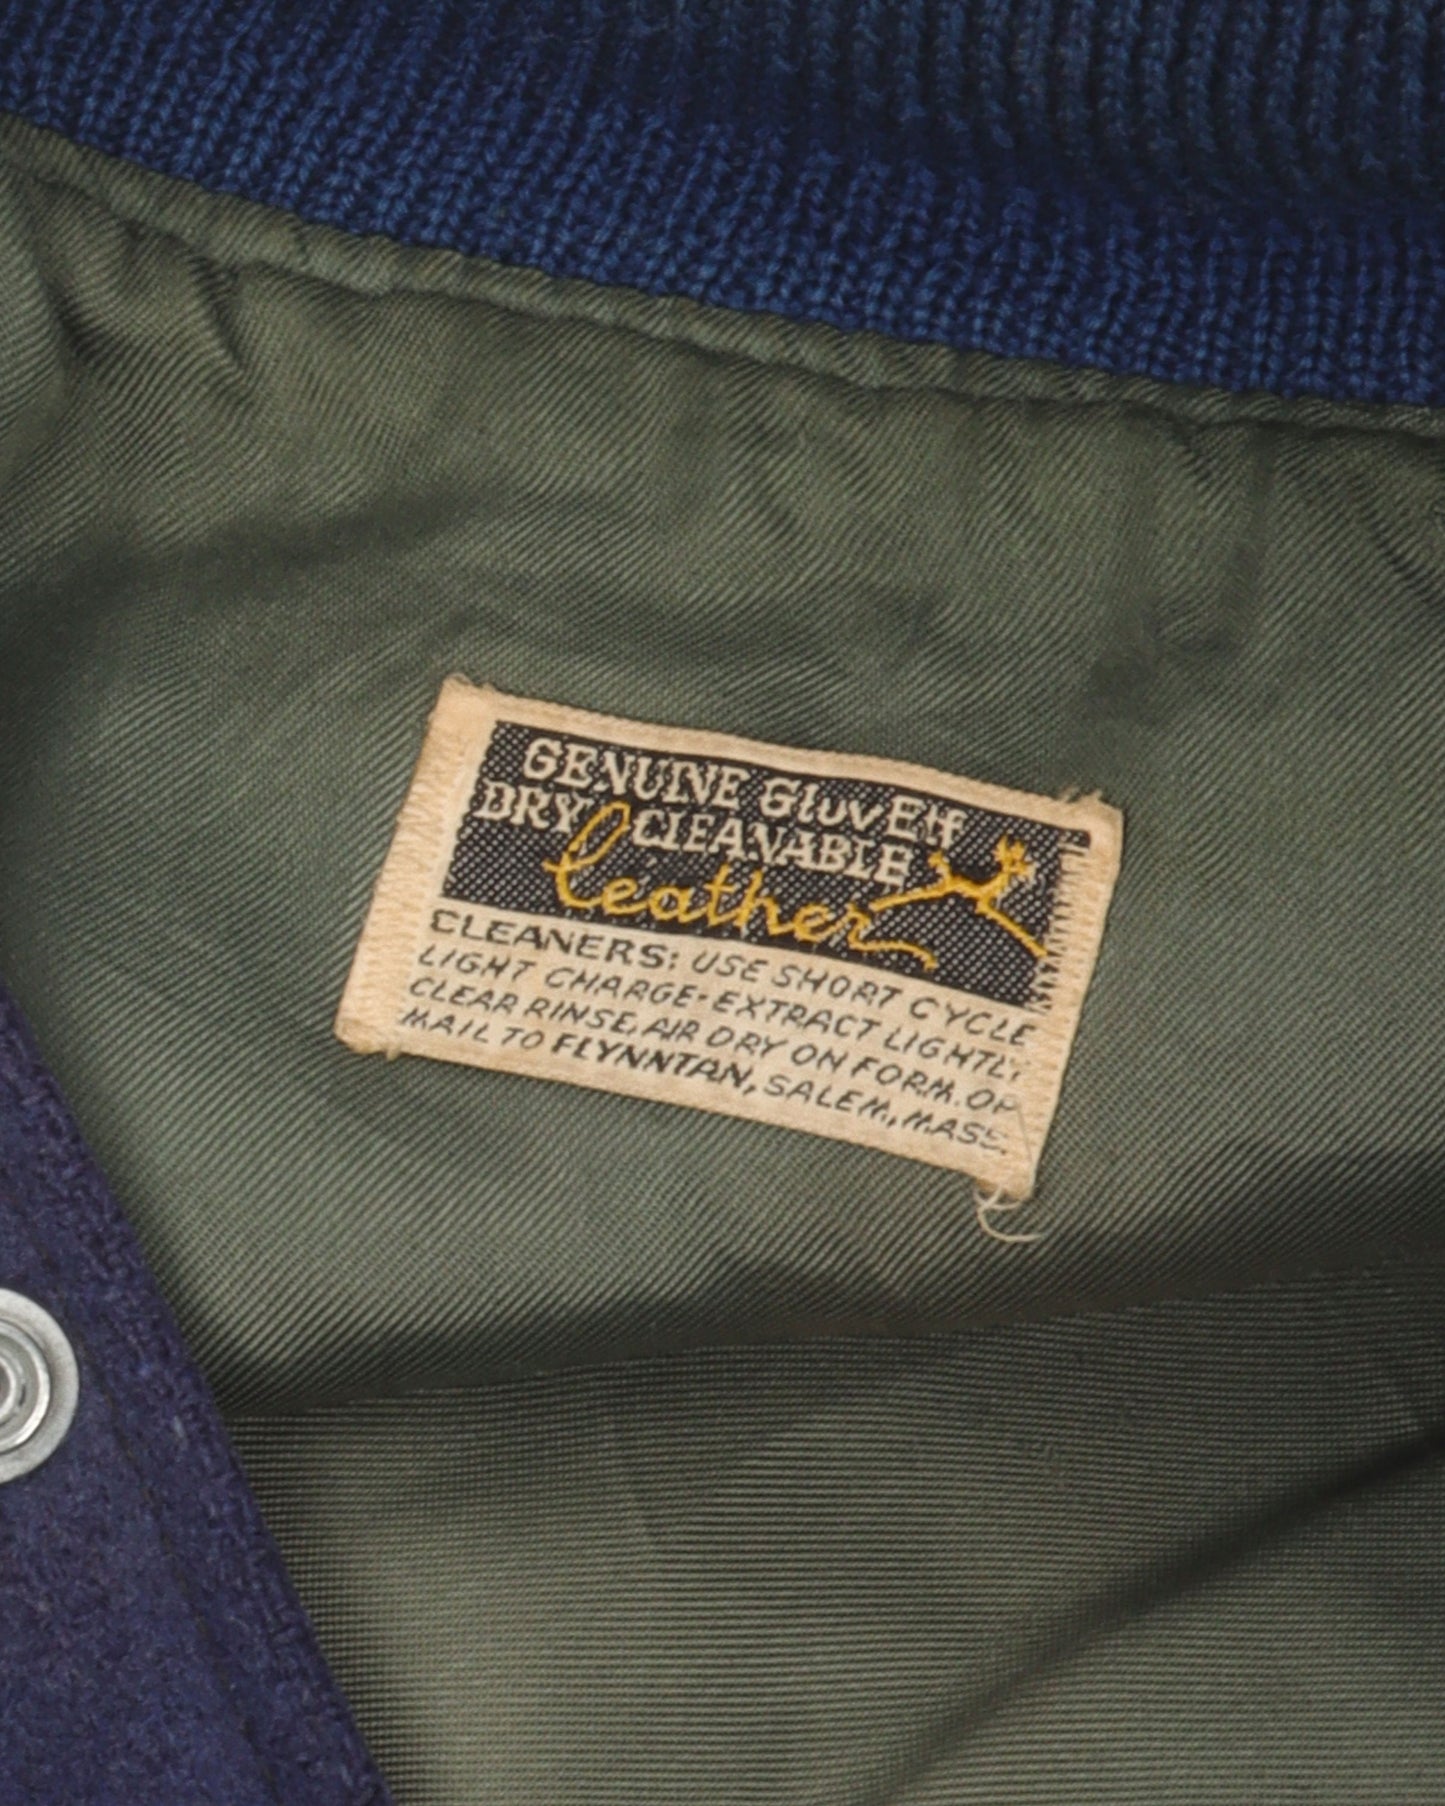 GENUINE GluvElf
DRY CLEANABLE
leather
CLEANERS: USE SHORT CYCLE
LIGHT CHARGE-EXTRACT LIGHTLY
CLEAR RINSE, AIR DRY ON FORM. OR
MAIL TO FLYNNTAN, SALEM, MASS.